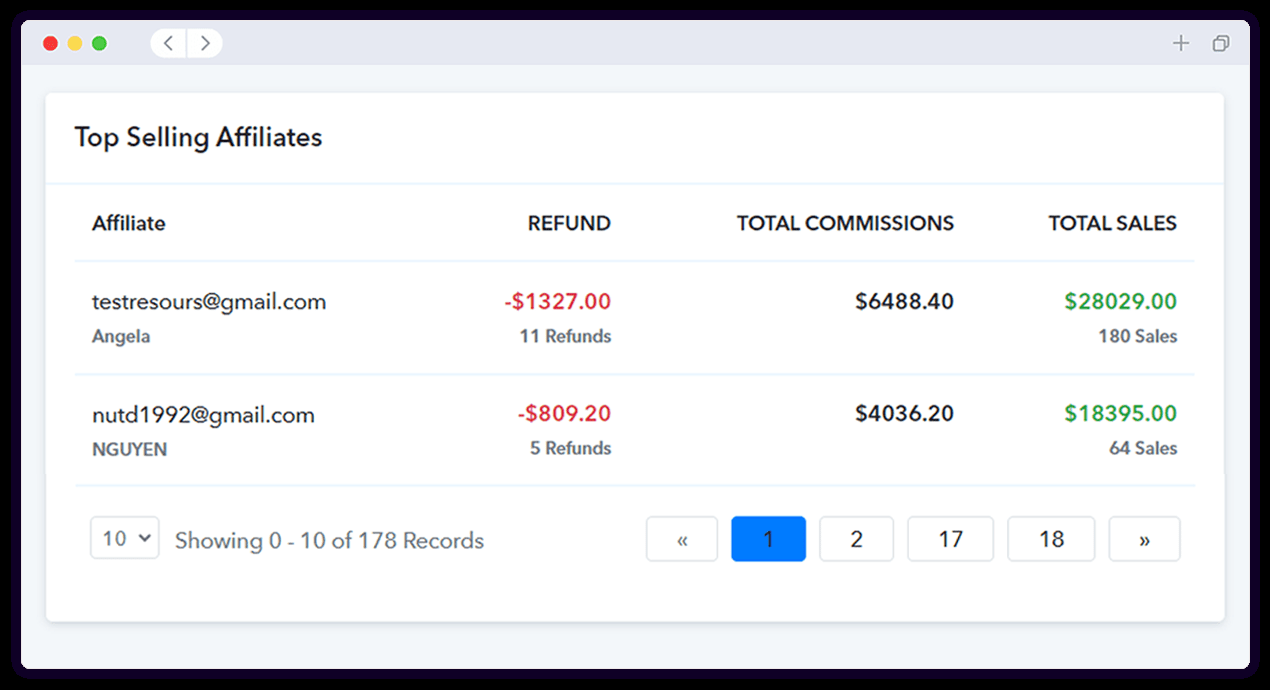 Top Selling Affiliates
Affiliate REFUND TOTAL COMMISSIONS TOTAL SALES
testresours@gmail.com -$1327.00 $6488.40 $28029.00
Angela 11 Refunds 180 Sales
nutd1992@gmail.com -$809.20 $4036.20 $18395.00
NGUYEN 5 Refunds 64 Sales
10 Showing 0 - 10 of 178 Records « 1 2 17 18 »